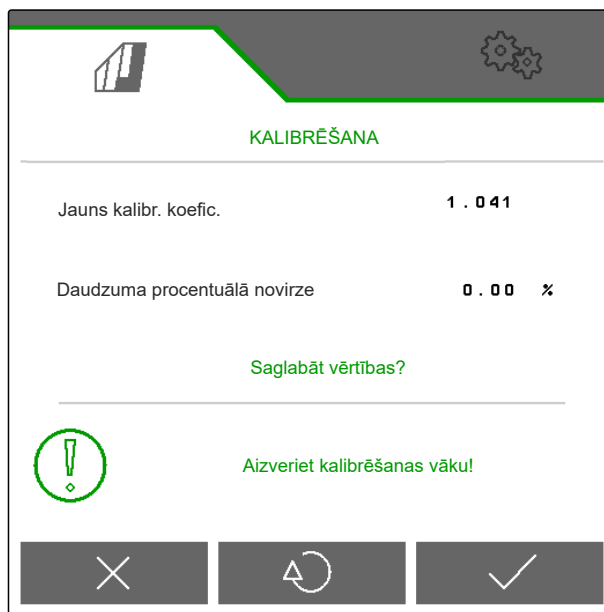 KALIBRĒŠANA
Jauns kalibr. koefic. 1.041
Daudzuma procentuālā novirze 0.00 %
Saglabāt vērtības?
Aizveriet kalibrēšanas vāku!